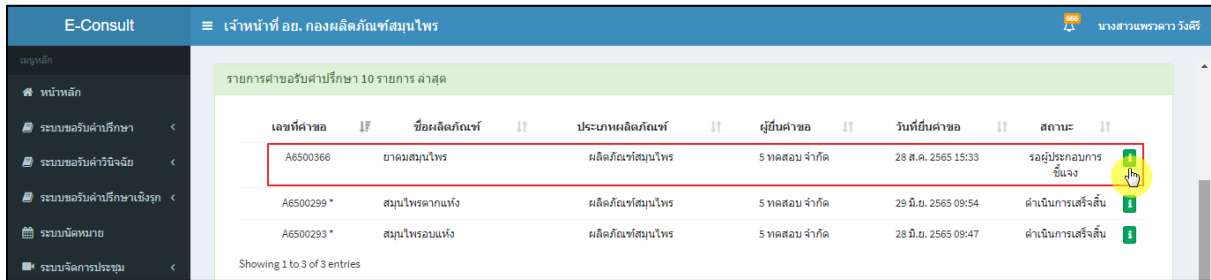 E-Consult
เจ้าหน้าที่ อย. กองผลิตภัณฑ์สมุนไพร
666
นางสาวแพรวดาว วังคีรี
เมนูหลัก
หน้าหลัก
ระบบขอรับคำปรึกษา
ระบบขอรับคำวินิจฉัย
ระบบขอรับคำปรึกษาเชิงรุก
ระบบนัดหมาย
ระบบจัดการประชุม
รายการคำขอรับคำปรึกษา 10 รายการ ล่าสุด
เลขที่คำขอ ชื่อผลิตภัณฑ์ ประเภทผลิตภัณฑ์ ผู้ยื่นคำขอ วันที่ยื่นคำขอ สถานะ
A6500366 ยาดมสมุนไพร ผลิตภัณฑ์สมุนไพร 5 ทดสอบ จำกัด 28 ส.ค. 2565 15:33 รอผู้ประกอบการ
ชี้แจง
A6500299 * สมุนไพรตากแห้ง ผลิตภัณฑ์สมุนไพร 5 ทดสอบ จำกัด 29 มิ.ย. 2565 09:54 ดำเนินการเสร็จสิ้น
A6500293 * สมุนไพรอบแห้ง ผลิตภัณฑ์สมุนไพร 5 ทดสอบ จำกัด 28 มิ.ย. 2565 09:47 ดำเนินการเสร็จสิ้น
Showing 1 to 3 of 3 entries